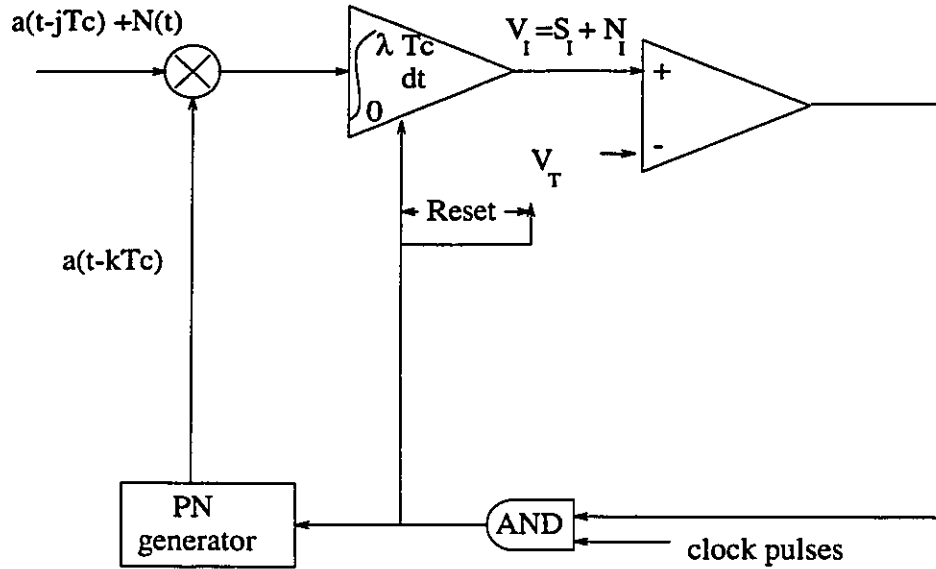 a(t-jTc) +N(t)
λ Tc
dt
0
V_I=S_I + N_I
+
-
V_T
Reset
a(t-kTc)
PN
generator
AND
clock pulses